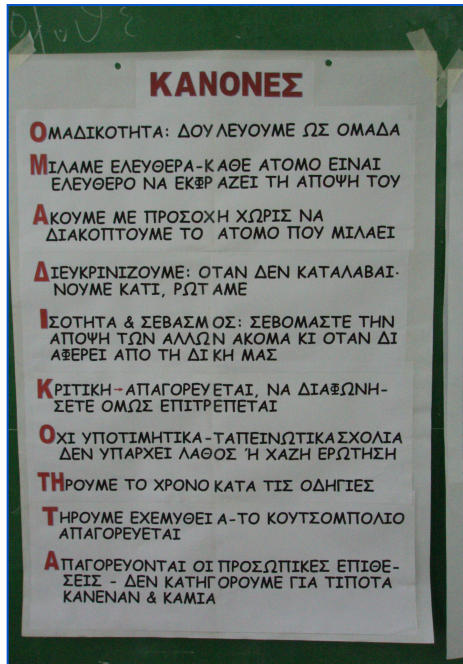 ΚΑΝΟΝΕΣ
ΟΜΑΔΙΚΟΤΗΤΑ: ΔΟΥΛΕΥΟΥΜΕ ΩΣ ΟΜΑΔΑ
ΜΙΛΑΜΕ ΕΛΕΥΘΕΡΑ-ΚΑΘΕ ΑΤΟΜΟ ΕΙΝΑΙ
ΕΛΕΥΘΕΡΟ ΝΑ ΕΚΦΡΑΖΕΙ ΤΗ ΑΠΟΨΗ ΤΟΥ
ΑΚΟΥΜΕ ΜΕ ΠΡΟΣΟΧΗ ΧΩΡΙΣ ΝΑ
ΔΙΑΚΟΠΤΟΥΜΕ ΤΟ ΑΤΟΜΟ ΠΟΥ ΜΙΛΑΕΙ
ΔΙΕΥΚΡΙΝΙΖΟΥΜΕ: ΟΤΑΝ ΔΕΝ ΚΑΤΑΛΑΒΑΙ-
ΝΟΥΜΕ ΚΑΤΙ, ΡΩΤΑΜΕ
ΙΣΟΤΗΤΑ & ΣΕΒΑΣΜΟΣ: ΣΕΒΟΜΑΣΤΕ ΤΗΝ
ΑΠΟΨΗ ΤΩΝ ΑΛΛΩΝ ΑΚΟΜΑ ΚΙ ΟΤΑΝ ΔΙ
ΑΦΕΡΕΙ ΑΠΟ ΤΗ ΔΙΚΗ ΜΑΣ
ΚΡΙΤΙΚΗ→ΑΠΑΓΟΡΕΥΕΤΑΙ, ΝΑ ΔΙΑΦΩΝΗ-
ΣΕΤΕ ΟΜΩΣ ΕΠΙΤΡΕΠΕΤΑΙ
ΟΧΙ ΥΠΟΤΙΜΗΤΙΚΑ-ΤΑΠΕΙΝΩΤΙΚΑ ΣΧΟΛΙΑ
ΔΕΝ ΥΠΑΡΧΕΙ ΛΑΘΟΣ Ή ΧΑΖΗ ΕΡΩΤΗΣΗ
ΤΗΡΟΥΜΕ ΤΟ ΧΡΟΝΟ ΚΑΤΑ ΤΙΣ ΟΔΗΓΙΕΣ
ΤΗΡΟΥΜΕ ΕΧΕΜΥΘΕΙΑ-ΤΟ ΚΟΥΤΣΟΜΠΟΛΙΟ
ΑΠΑΓΟΡΕΥΕΤΑΙ
ΑΠΑΓΟΡΕΥΟΝΤΑΙ ΟΙ ΠΡΟΣΩΠΙΚΕΣ ΕΠΙΘΕ-
ΣΕΙΣ - ΔΕΝ ΚΑΤΗΓΟΡΟΥΜΕ ΓΙΑ ΤΙΠΟΤΑ
ΚΑΝΕΝΑΝ & ΚΑΜΙΑ